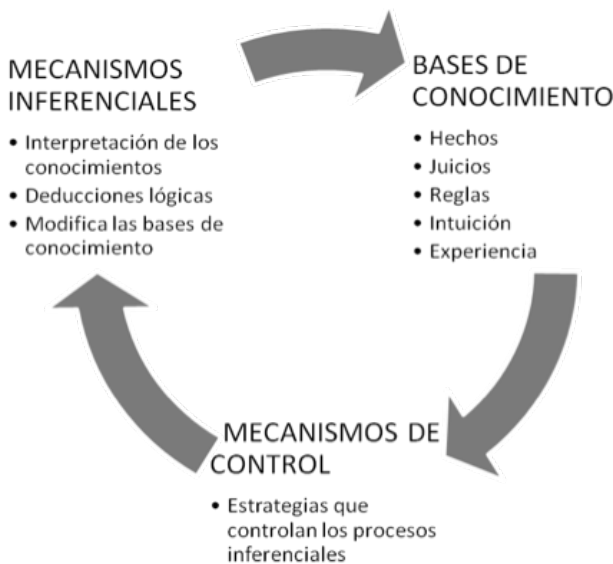 MECANISMOS
INFERENCIALES
• Interpretación de los
conocimientos
• Deducciones lógicas
• Modifica las bases de
conocimiento
BASES DE
CONOCIMIENTO
• Hechos
• Juicios
• Reglas
• Intuición
• Experiencia
MECANISMOS DE
CONTROL
• Estrategias que
controlan los procesos
inferenciales